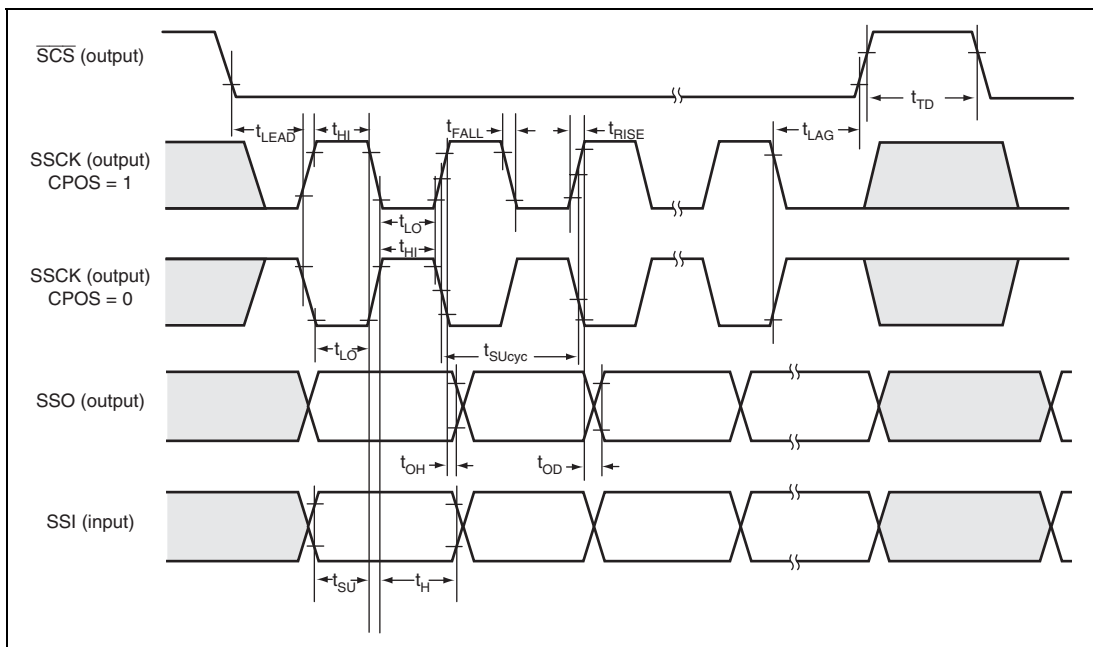 SCS (output)
tTD
tLEAD
tHI
tFALL
tRISE
tLAG
SSCK (output)
CPOS = 1
tLO
tHI
SSCK (output)
CPOS = 0
tLO
tSUcyc
SSO (output)
tOH
tOD
SSI (input)
tSU
tH